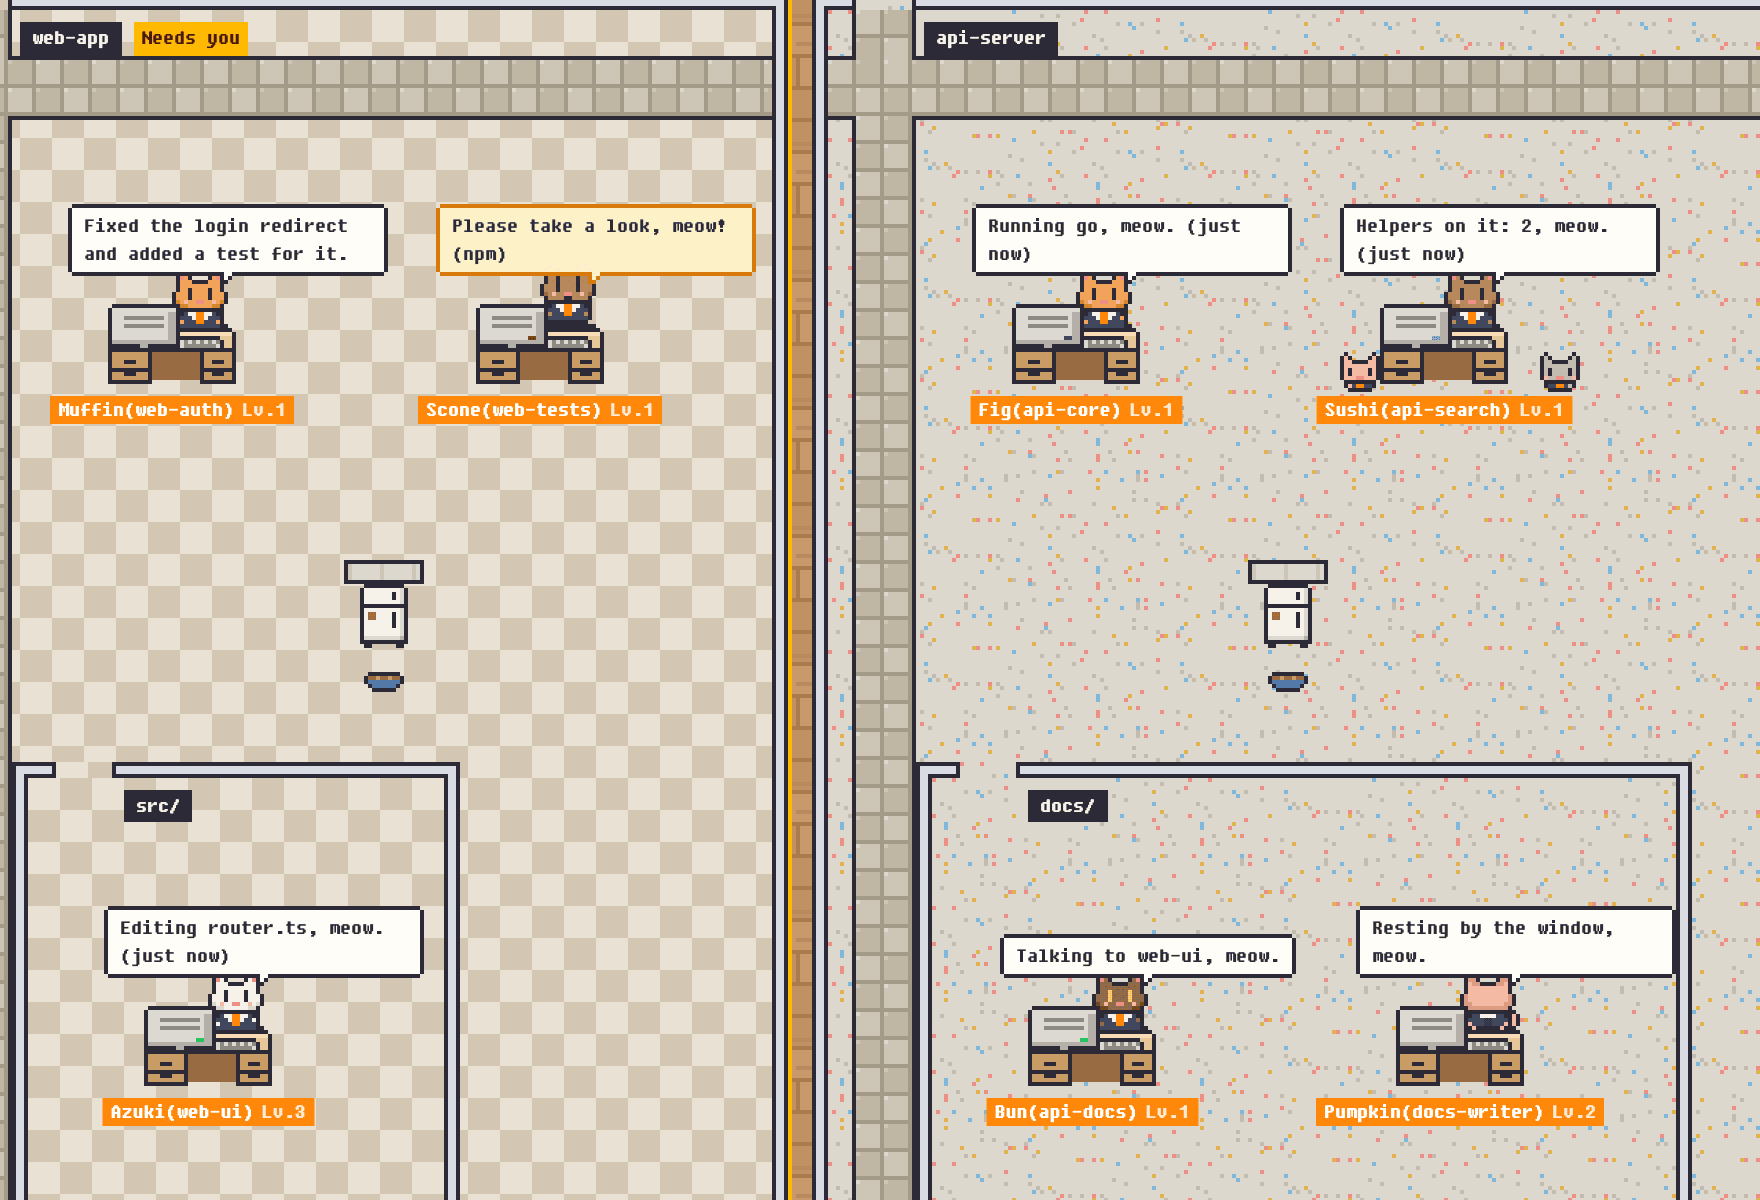 web-app
Needs you
Fixed the login redirect
and added a test for it.
Please take a look, meow!
(npm)
Muffin(web-auth) Lv.1
Scone(web-tests) Lv.1
src/
Editing router.ts, meow.
(just now)
Azuki(web-ui) Lv.3
api-server
Running go, meow. (just
now)
Helpers on it: 2, meow.
(just now)
Fig(api-core) Lv.1
Sushi(api-search) Lv.1
docs/
Talking to web-ui, meow.
Resting by the window,
meow.
Bun(api-docs) Lv.1
Pumpkin(docs-writer) Lv.2